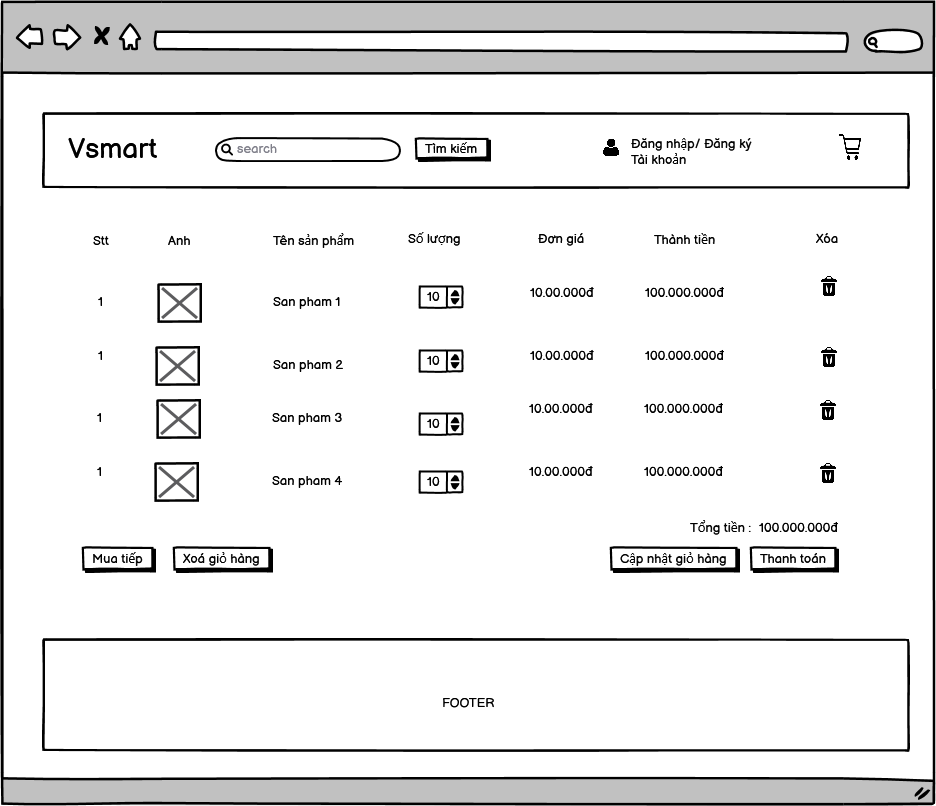 Vsmart
search
Tìm kiếm
Đăng nhập/ Đăng ký
Tài khoản
Stt Anh Tên sản phẩm Số lượng Đơn giá Thành tiền Xóa
1 San pham 1 10 10.00.000đ 100.000.000đ
1 San pham 2 10 10.00.000đ 100.000.000đ
1 San pham 3 10 10.00.000đ 100.000.000đ
1 San pham 4 10 10.00.000đ 100.000.000đ
Tổng tiền : 100.000.000đ
Mua tiếp Xoá giỏ hàng Cập nhật giỏ hàng Thanh toán
FOOTER